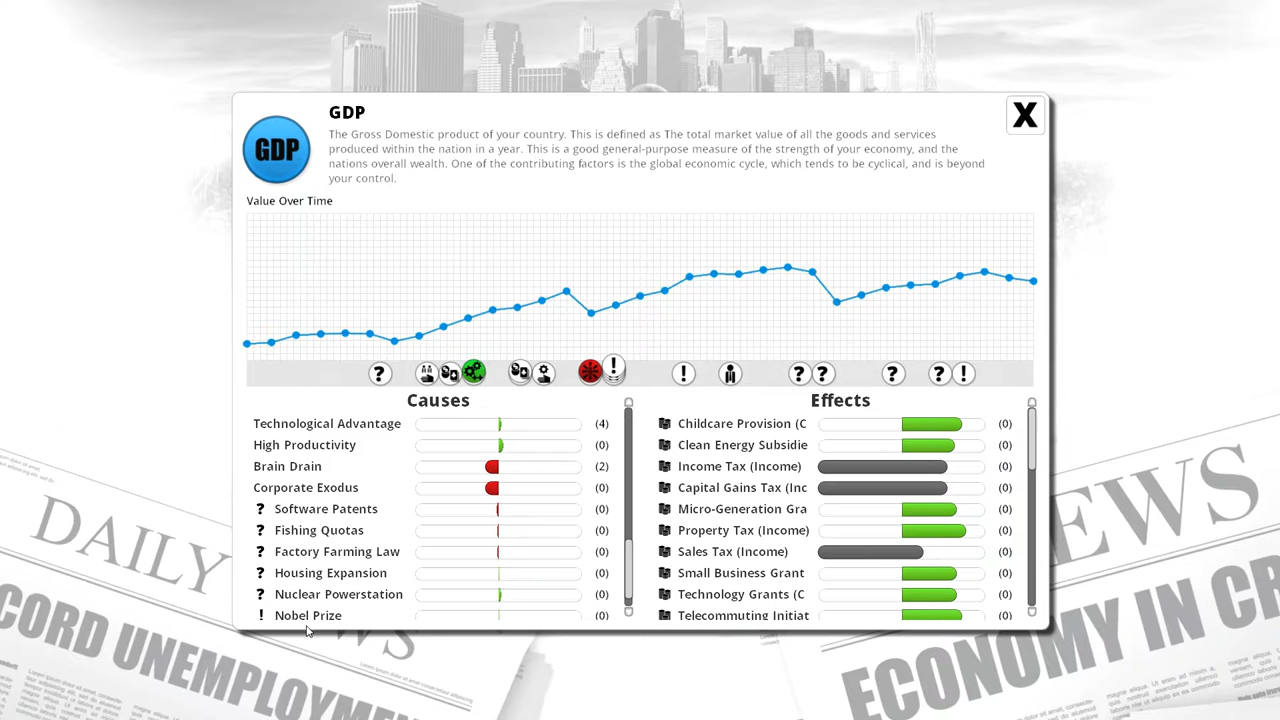 GDP
GDP
The Gross Domestic product of your country. This is defined as The total market value of all the goods and services
produced within the nation in a year. This is a good general-purpose measure of the strength of your economy, and the
nations overall wealth. One of the contributing factors is the global economic cycle, which tends to be cyclical, and is beyond
your control.
X
Value Over Time
? ! ! ? ? ? ? !
Causes
Technological Advantage (4)
High Productivity (0)
Brain Drain (2)
Corporate Exodus (0)
? Software Patents (0)
? Fishing Quotas (0)
? Factory Farming Law (0)
? Housing Expansion (0)
? Nuclear Powerstation (0)
! Nobel Prize (0)
Effects
Childcare Provision (C (0)
Clean Energy Subsidie (0)
Income Tax (Income) (0)
Capital Gains Tax (Inc (0)
Micro-Generation Gra (0)
Property Tax (Income) (0)
Sales Tax (Income) (0)
Small Business Grant (0)
Technology Grants (C (0)
Telecommuting Initiat (0)
DAILY
NEWS
CORD UNEMPLOYM
ECONOMY IN CR